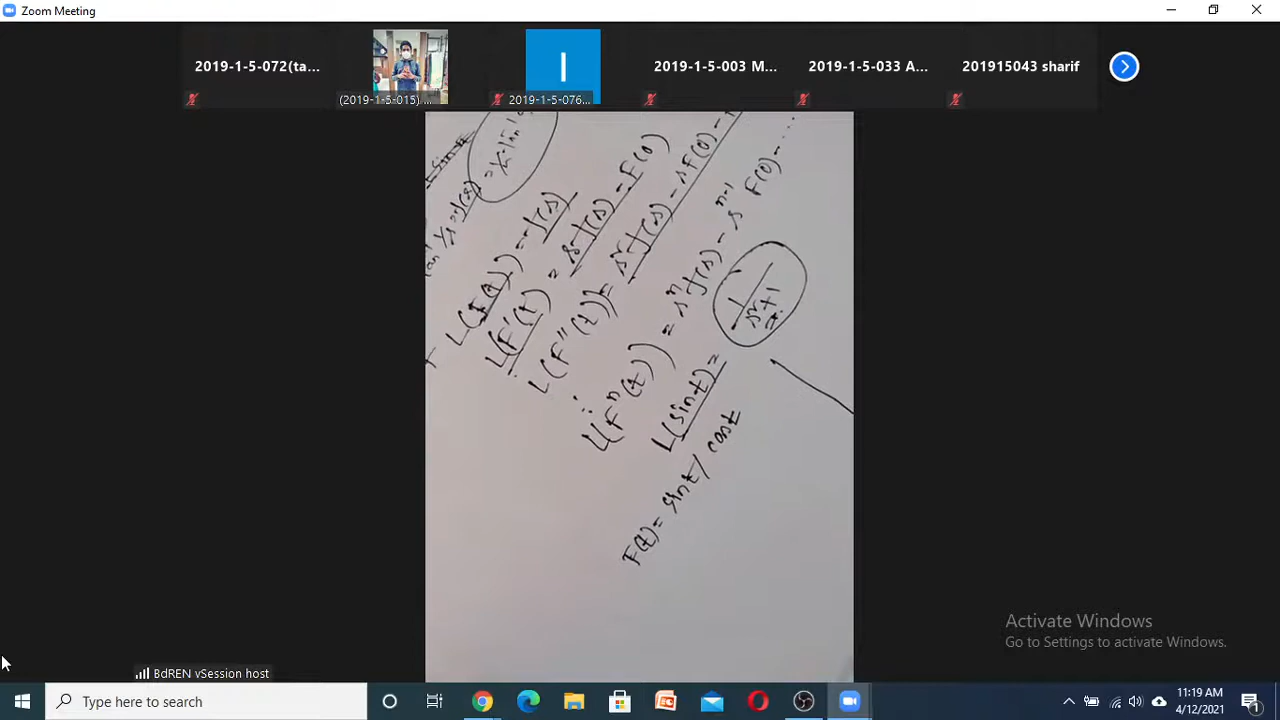 Zoom Meeting
2019-1-5-072(ta...
(2019-1-5-015) ...
I
2019-1-5-076...
2019-1-5-003 M...
2019-1-5-033 A...
201915043 sharif
L(F(t)) = f(s)
L(F'(t) = sf(s) - F(0)
L(F''(t)) = s²f(s) - sF(0) -
L(Fⁿ(t)) = sⁿf(s) - sⁿ⁻¹ F(0) - ....
L(sint) = 1/s²+1
F(t) = sint/cost
BdREN vSession host
Activate Windows
Go to Settings to activate Windows.
Type here to search
11:19 AM
4/12/2021
1